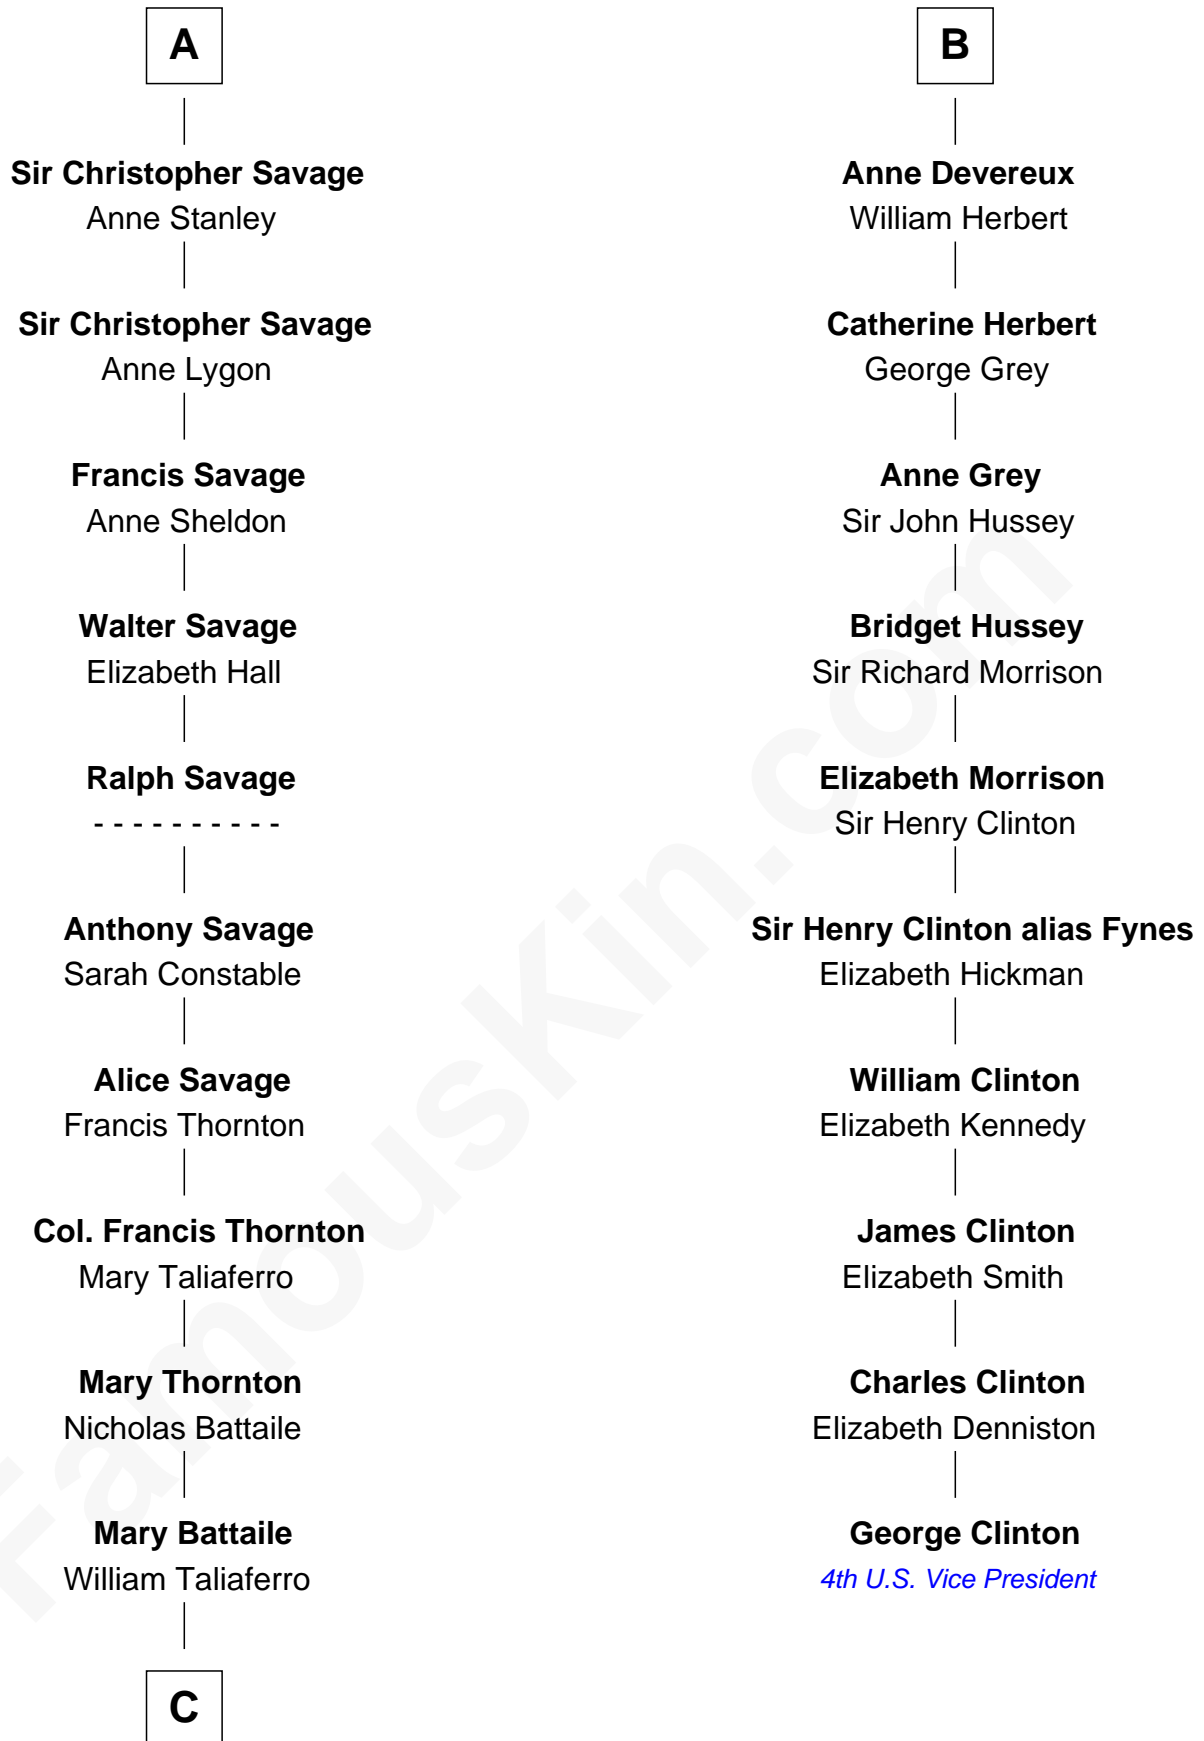 A
Sir Christopher Savage
Anne Stanley
Sir Christopher Savage
Anne Lygon
Francis Savage
Anne Sheldon
Walter Savage
Elizabeth Hall
Ralph Savage
- - - - - - - - - -
Anthony Savage
Sarah Constable
Alice Savage
Francis Thornton
Col. Francis Thornton
Mary Taliaferro
Mary Thornton
Nicholas Battaile
Mary Battaile
William Taliaferro
C
B
Anne Devereux
William Herbert
Catherine Herbert
George Grey
Anne Grey
Sir John Hussey
Bridget Hussey
Sir Richard Morrison
Elizabeth Morrison
Sir Henry Clinton
Sir Henry Clinton alias Fynes
Elizabeth Hickman
William Clinton
Elizabeth Kennedy
James Clinton
Elizabeth Smith
Charles Clinton
Elizabeth Denniston
George Clinton
4th U.S. Vice President
FamousKin.com